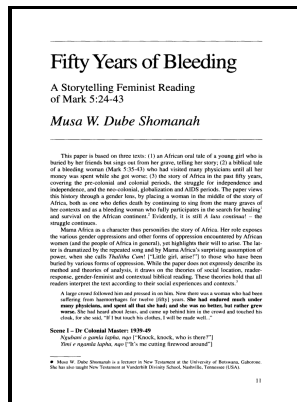 Fifty Years of Bleeding
A Storytelling Feminist Reading
of Mark 5:24-43
Musa W. Dube Shomanah
This paper is based on three texts: (1) an African oral tale of a young girl who is
buried by her friends but sings out from her grave, telling her story; (2) a biblical tale
of a bleeding woman (Mark 5:35-43) who had visited many physicians until all her
money was spent while she got worse; (3) the story of Africa in the past fifty years,
covering the pre-colonial and colonial periods, the struggle for independence and
independence, and the neo-colonial, globalization and AIDS periods. The paper views
this history through a gender lens, by placing a woman in the middle of the story of
Africa, both as one who defies death by continuing to sing from the many graves of
her contexts and as a bleeding woman who fully participates in the search for healing¹
and survival on the African continent.² Evidently, it is still A luta continua! – the
struggle continues.
Mama Africa as a character thus personifies the story of Africa. Her role exposes
the various gender oppressions and other forms of oppression encountered by African
women (and the people of Africa in general), yet highlights their will to arise. The lat-
ter is dramatized by the repeated song and by Mama Africa's surprising assumption of
power, when she calls Thalitha Cum! ["Little girl, arise!"] to those who have been
buried by various forms of oppression. While the paper does not expressly describe its
method and theories of analysis, it draws on the theories of social location, reader-
response, gender-feminist and contextual biblical reading. These theories hold that all
readers interpret the text according to their social experiences and contexts.³
A large crowd followed him and pressed in on him. Now there was a woman who had been
suffering from haemorrhages for twelve (fifty) years. She had endured much under
many physicians, and spent all that she had; and she was no better, but rather grew
worse. She had heard about Jesus, and came up behind him in the crowd and touched his
cloak, for she said, "If I but touch his clothes, I will be made well..."
Scene I – Dr Colonial Master: 1939-49
Ngubani o gamla lapha, nqo ["Knock, knock, who is there?"]
Yimi e nganda lapha, nqo ["It's me cutting firewood around"]
Musa W. Dube Shomanah is a lecturer in New Testament at the University of Botswana, Gaborone.
She has also taught New Testament at Vanderbilt Divinity School, Nashville, Tennessee (USA).
11